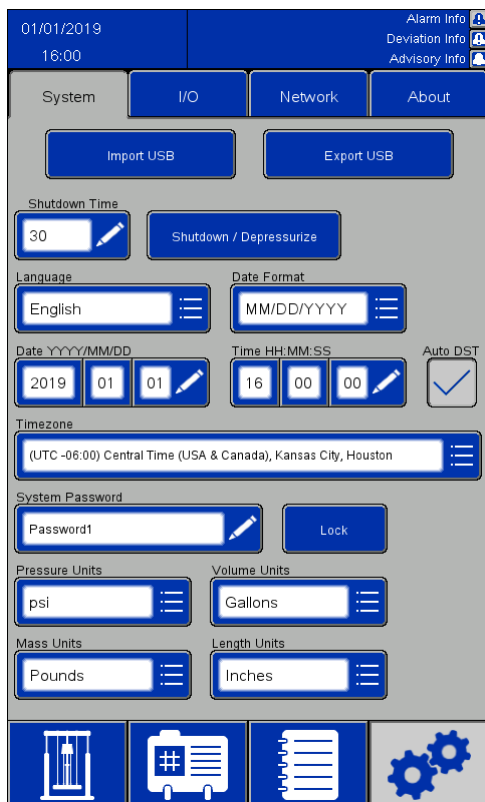 01/01/2019
16:00
Alarm Info
Deviation Info
Advisory Info
System I/O Network About
Import USB Export USB
Shutdown Time
30 Shutdown / Depressurize
Language Date Format
English MM/DD/YYYY
Date YYYY/MM/DD Time HH:MM:SS Auto DST
2019 01 01 16 00 00
Timezone
(UTC -06:00) Central Time (USA & Canada), Kansas City, Houston
System Password
Password1 Lock
Pressure Units Volume Units
psi Gallons
Mass Units Length Units
Pounds Inches
#